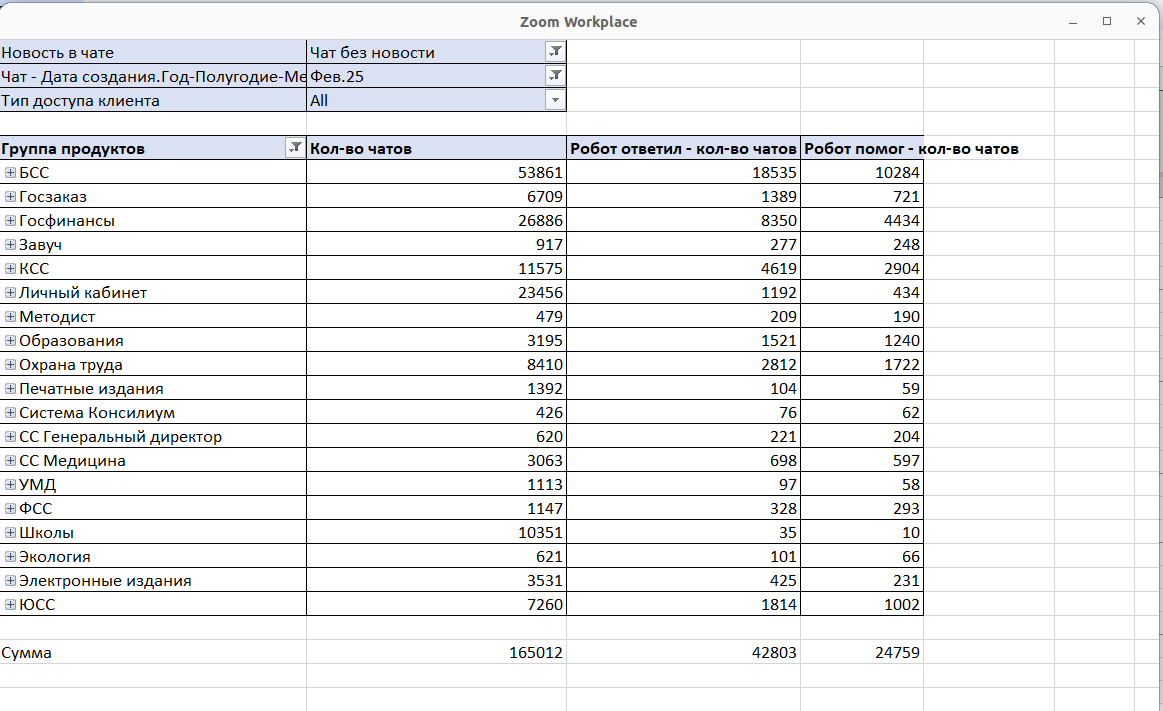 Zoom Workplace
Новость в чате Чат без новости
Чат - Дата создания.Год-Полугодие-Ме Фев.25
Тип доступа клиента All
Группа продуктов Кол-во чатов Робот ответил - кол-во чатов Робот помог - кол-во чатов
БСС 53861 18535 10284
Госзаказ 6709 1389 721
Госфинансы 26886 8350 4434
Завуч 917 277 248
КСС 11575 4619 2904
Личный кабинет 23456 1192 434
Методист 479 209 190
Образования 3195 1521 1240
Охрана труда 8410 2812 1722
Печатные издания 1392 104 59
Система Консилиум 426 76 62
СС Генеральный директор 620 221 204
СС Медицина 3063 698 597
УМД 1113 97 58
ФСС 1147 328 293
Школы 10351 35 10
Экология 621 101 66
Электронные издания 3531 425 231
ЮСС 7260 1814 1002
Сумма 165012 42803 24759